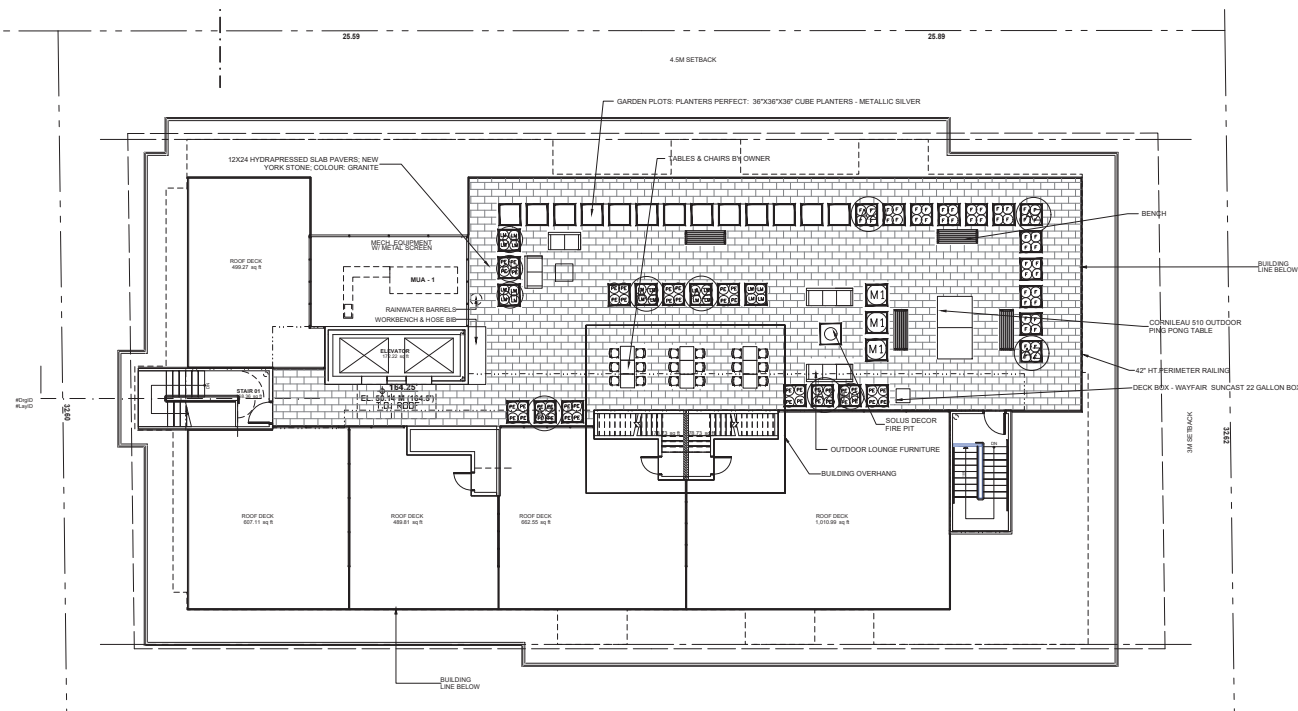 25.59
25.89
4.5M SETBACK
GARDEN PLOTS: PLANTERS PERFECT: 36"X36"X36" CUBE PLANTERS - METALLIC SILVER
12X24 HYDRAPRESSED SLAB PAVERS; NEW
YORK STONE; COLOUR: GRANITE
TABLES & CHAIRS BY OWNER
BENCH
MECH. EQUIPMENT
W/ METAL SCREEN
ROOF DECK
499.27 sq ft
MUA - 1
BUILDING
LINE BELOW
RAINWATER BARRELS
WORKBENCH & HOSE BIB
M1
M1
M1
CORNILEAU 510 OUTDOOR
PING PONG TABLE
ELEVATOR
42" HT.PERIMETER RAILING
STAIR 01
164.25'
EL. 50.14 M (164.5')
T.O. ROOF
DECK BOX - WAYFAIR SUNCAST 22 GALLON BOX
#DrgID
#LayID
32.60
SOLUS DECOR
FIRE PIT
3M SETBACK
32.62
OUTDOOR LOUNGE FURNITURE
DN
BUILDING OVERHANG
ROOF DECK
607.11 sq ft
ROOF DECK
489.81 sq ft
ROOF DECK
662.55 sq ft
ROOF DECK
1,010.99 sq ft
BUILDING
LINE BELOW